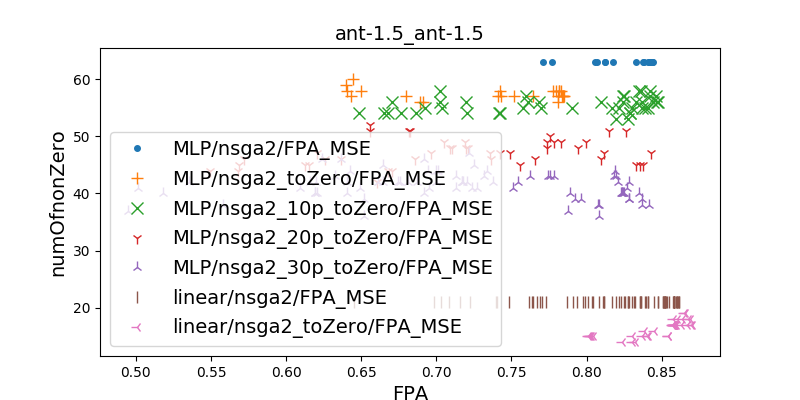 ant-1.5_ant-1.5
numOfnonZero
60
50
40
30
20
MLP/nsga2/FPA_MSE
MLP/nsga2_toZero/FPA_MSE
MLP/nsga2_10p_toZero/FPA_MSE
MLP/nsga2_20p_toZero/FPA_MSE
MLP/nsga2_30p_toZero/FPA_MSE
linear/nsga2/FPA_MSE
linear/nsga2_toZero/FPA_MSE
0.50 0.55 0.60 0.65 0.70 0.75 0.80 0.85
FPA